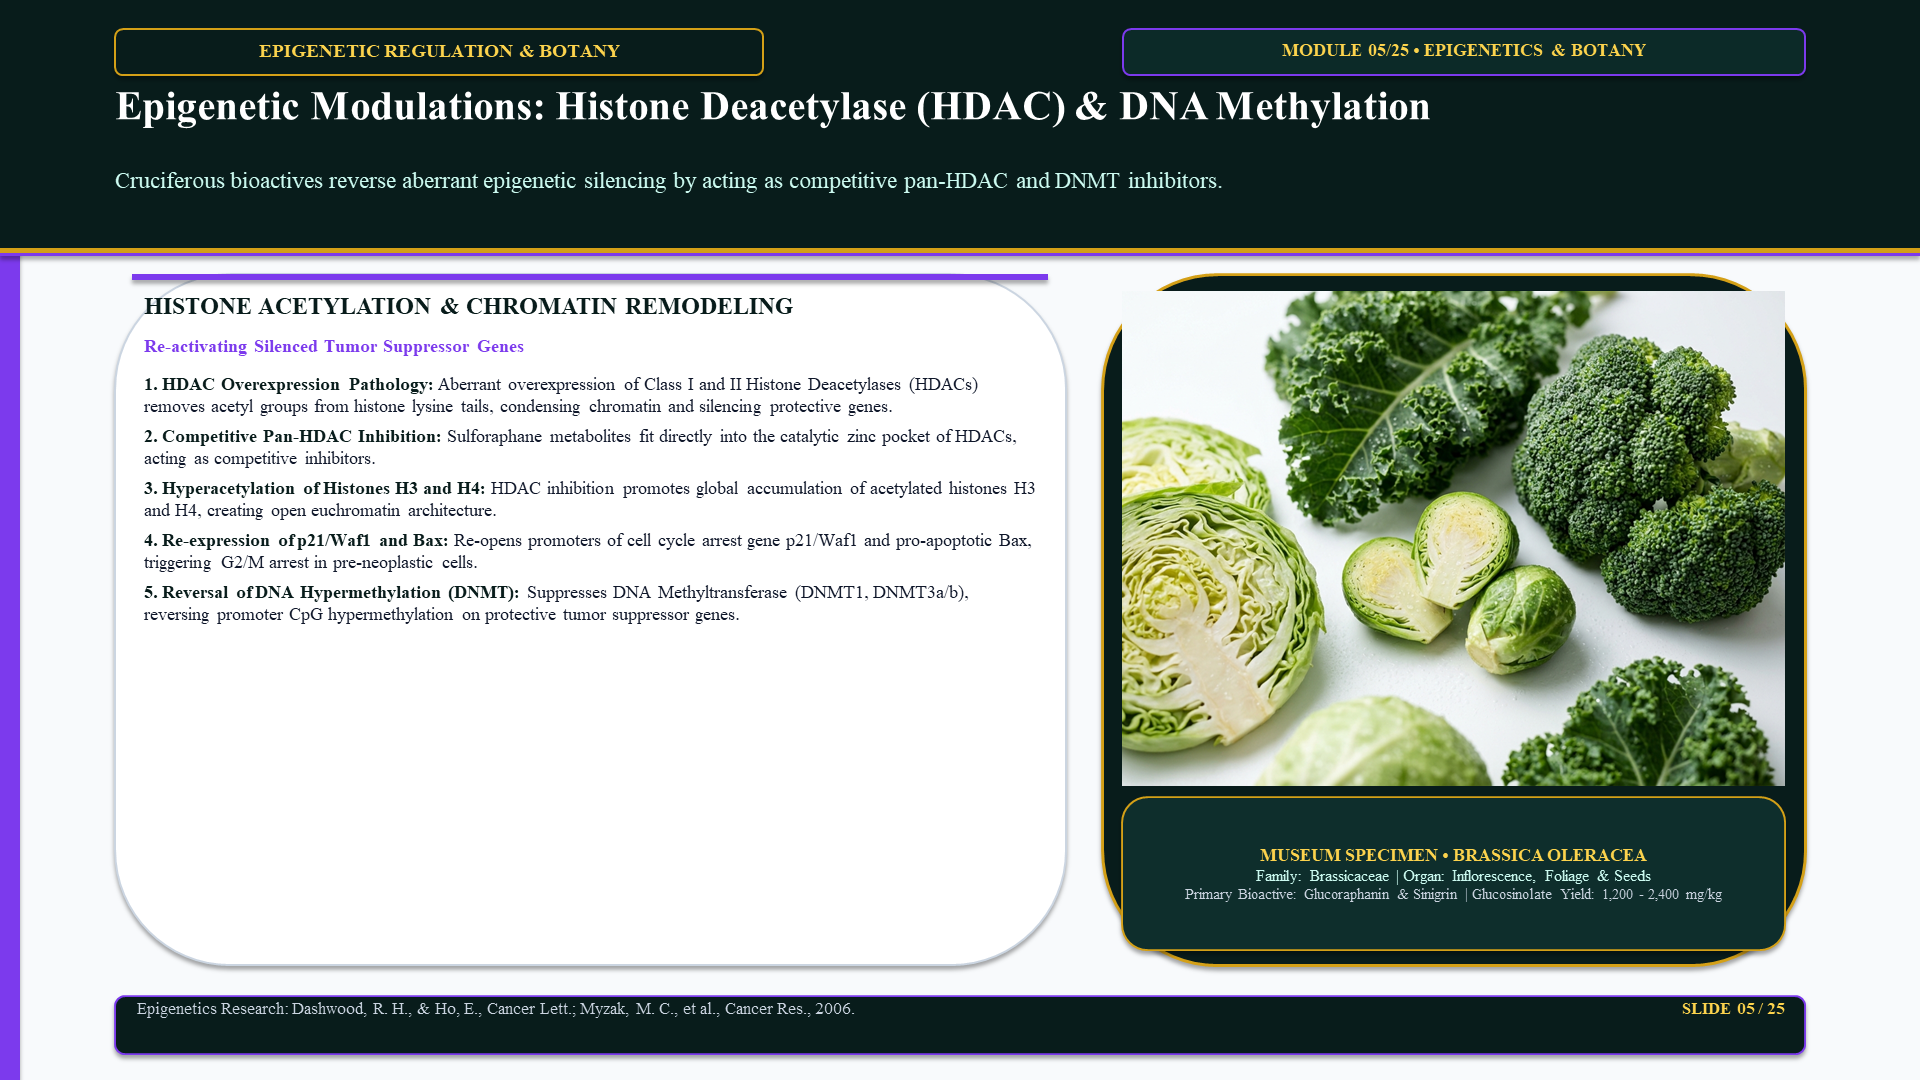 EPIGENETIC REGULATION & BOTANY
MODULE 05/25 • EPIGENETICS & BOTANY
Epigenetic Modulations: Histone Deacetylase (HDAC) & DNA Methylation
Cruciferous bioactives reverse aberrant epigenetic silencing by acting as competitive pan-HDAC and DNMT inhibitors.
HISTONE ACETYLATION & CHROMATIN REMODELING
Re-activating Silenced Tumor Suppressor Genes
1. HDAC Overexpression Pathology: Aberrant overexpression of Class I and II Histone Deacetylases (HDACs)
removes acetyl groups from histone lysine tails, condensing chromatin and silencing protective genes.
2. Competitive Pan-HDAC Inhibition: Sulforaphane metabolites fit directly into the catalytic zinc pocket of HDACs,
acting as competitive inhibitors.
3. Hyperacetylation of Histones H3 and H4: HDAC inhibition promotes global accumulation of acetylated histones H3
and H4, creating open euchromatin architecture.
4. Re-expression of p21/Waf1 and Bax: Re-opens promoters of cell cycle arrest gene p21/Waf1 and pro-apoptotic Bax,
triggering G2/M arrest in pre-neoplastic cells.
5. Reversal of DNA Hypermethylation (DNMT): Suppresses DNA Methyltransferase (DNMT1, DNMT3a/b),
reversing promoter CpG hypermethylation on protective tumor suppressor genes.
MUSEUM SPECIMEN • BRASSICA OLERACEA
Family: Brassicaceae | Organ: Inflorescence, Foliage & Seeds
Primary Bioactive: Glucoraphanin & Sinigrin | Glucosinolate Yield: 1,200 - 2,400 mg/kg
Epigenetics Research: Dashwood, R. H., & Ho, E., Cancer Lett.; Myzak, M. C., et al., Cancer Res., 2006.
SLIDE 05 / 25